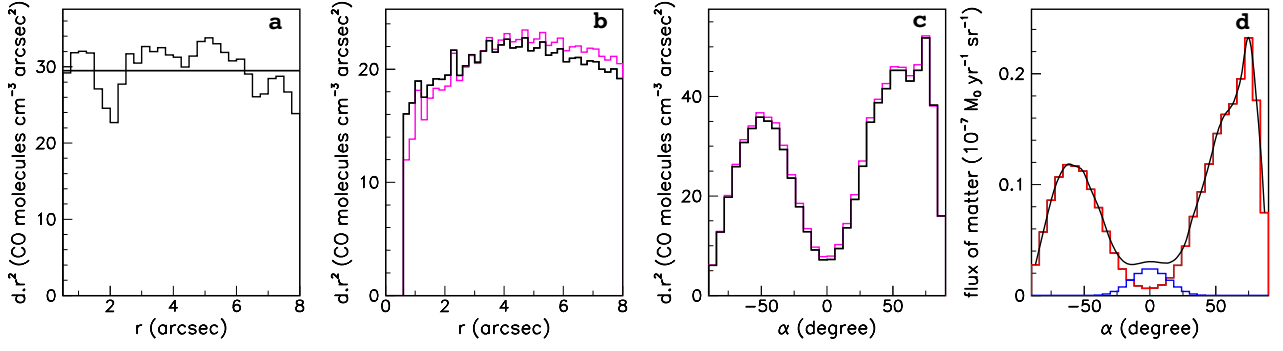 a
d.r² (CO molecules cm⁻³ arcsec²)
30
20
10
0
2
4
6
8
r (arcsec)
b
d.r² (CO molecules cm⁻³ arcsec²)
20
10
0
0
2
4
6
8
r (arcsec)
c
d.r² (CO molecules cm⁻³ arcsec²)
40
20
0
−50
0
50
α (degree)
d
flux of matter (10⁻⁷ M₀ yr⁻¹ sr⁻¹)
0.2
0.1
0
−50
0
50
α (degree)